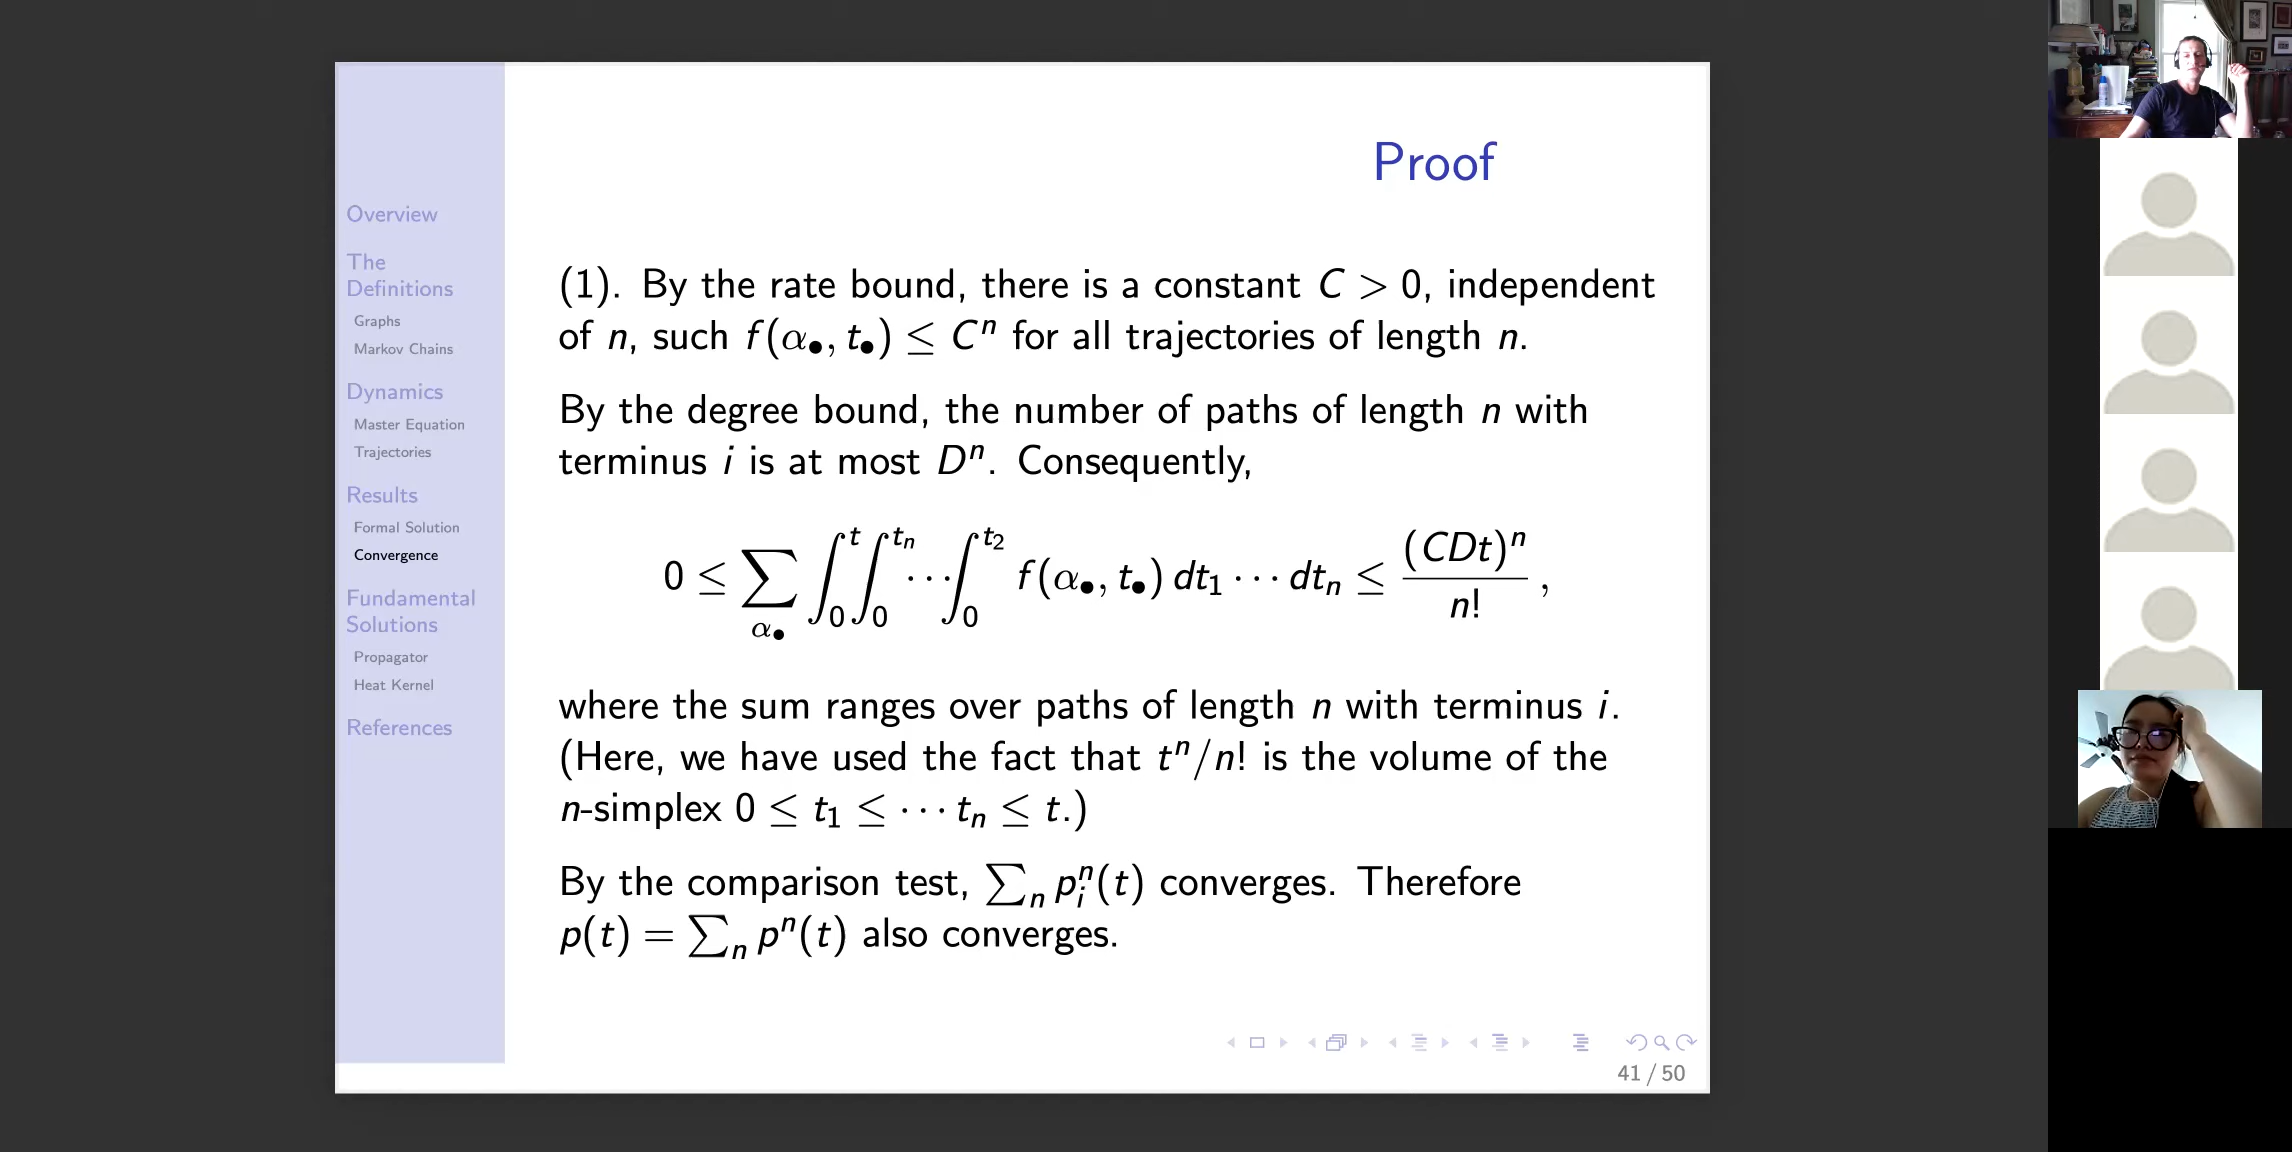 Proof
Overview
The
Definitions
Graphs
Markov Chains
Dynamics
Master Equation
Trajectories
Results
Formal Solution
Convergence
Fundamental
Solutions
Propagator
Heat Kernel
References
(1). By the rate bound, there is a constant C > 0, independent
of n, such f(α•, t•) ≤ Cⁿ for all trajectories of length n.
By the degree bound, the number of paths of length n with
terminus i is at most Dⁿ. Consequently,
0 ≤ ∑_{α•} ∫_0^t ∫_0^{t_n} ⋯ ∫_0^{t_2} f(α•, t•) dt_1 ⋯ dt_n ≤ (CDt)^n / n! ,
where the sum ranges over paths of length n with terminus i.
(Here, we have used the fact that tⁿ/n! is the volume of the
n-simplex 0 ≤ t_1 ≤ ⋯ t_n ≤ t.)
By the comparison test, ∑_n p_i^n(t) converges. Therefore
p(t) = ∑_n p^n(t) also converges.
41 / 50